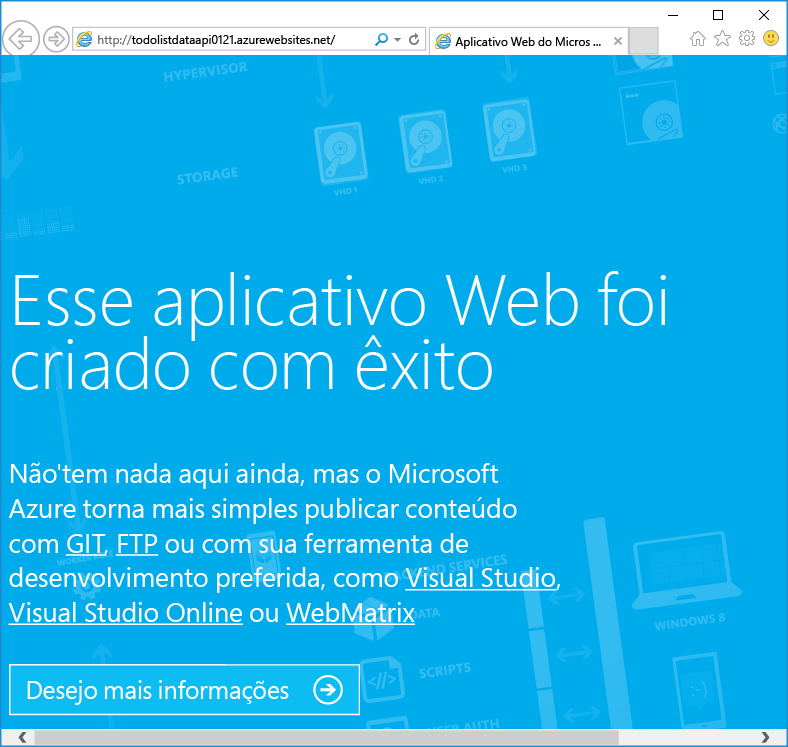 http://todolistdataapi0121.azurewebsites.net/
Aplicativo Web do Micros ...
HYPERVISOR
STORAGE
VHD 1
VHD 2
VHD 3
Esse aplicativo Web foi
criado com êxito
Não'tem nada aqui ainda, mas o Microsoft
Azure torna mais simples publicar conteúdo
com GIT, FTP ou com sua ferramenta de
desenvolvimento preferida, como Visual Studio,
Visual Studio Online ou WebMatrix
SERVICES
DATA
WINDOWS 8
SCRIPTS
Desejo mais informações
AUTH